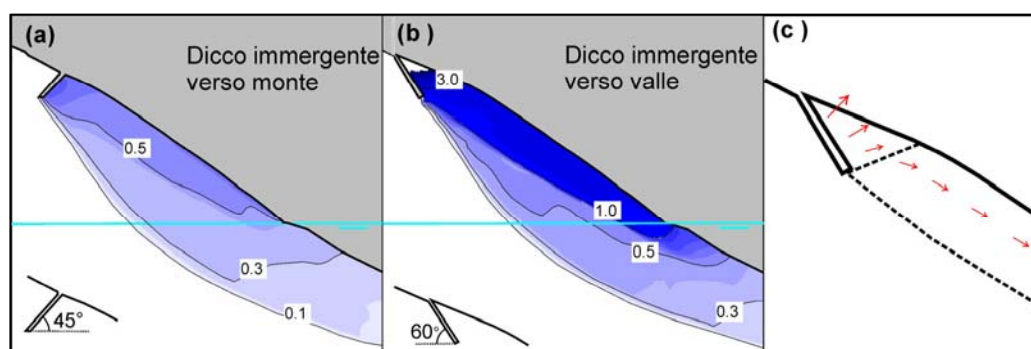 (a)
Dicco immergente
verso monte
0.5
0.3
0.1
45°
(b )
Dicco immergente
verso valle
3.0
1.0
0.5
0.3
60°
(c )